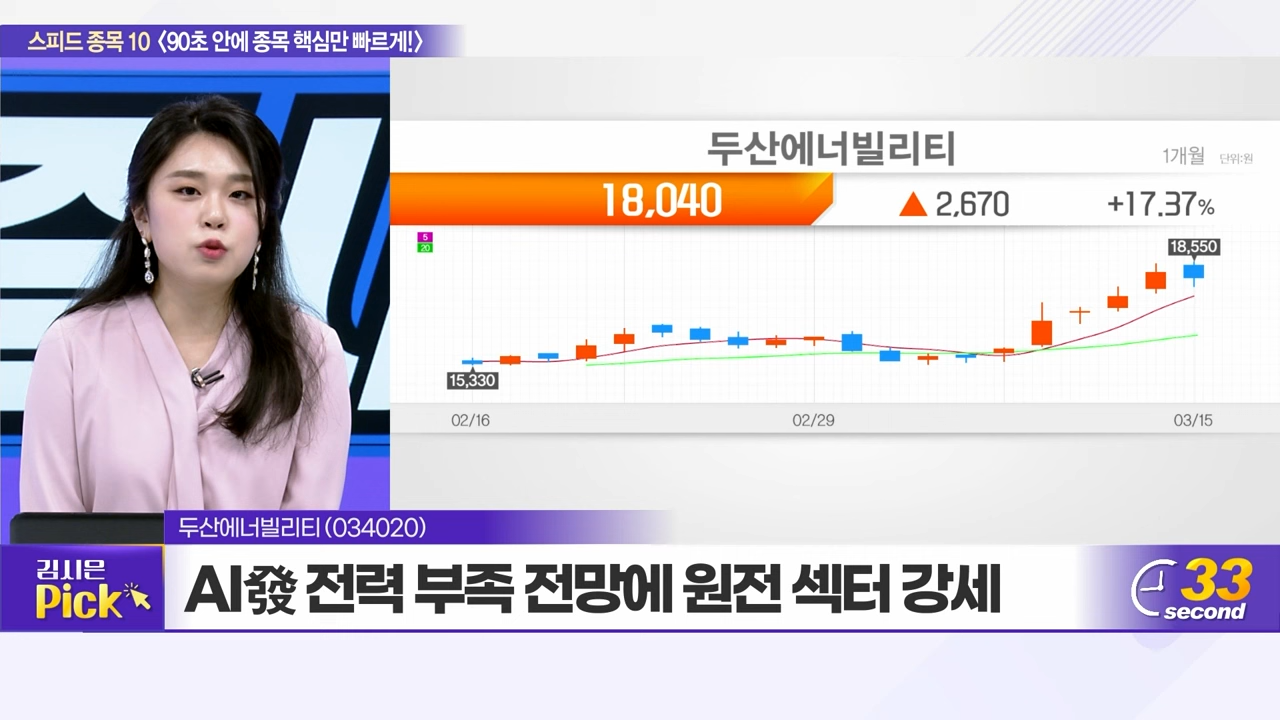 스피드 종목 10 〈90초 안에 종목 핵심만 빠르게!〉
두산에너빌리티
1개월 단위:원
18,040 ▲ 2,670 +17.37%
5
20
18,550
15,330
02/16 02/29 03/15
두산에너빌리티(034020)
김시은
Pick
AI發 전력 부족 전망에 원전 섹터 강세
33
second